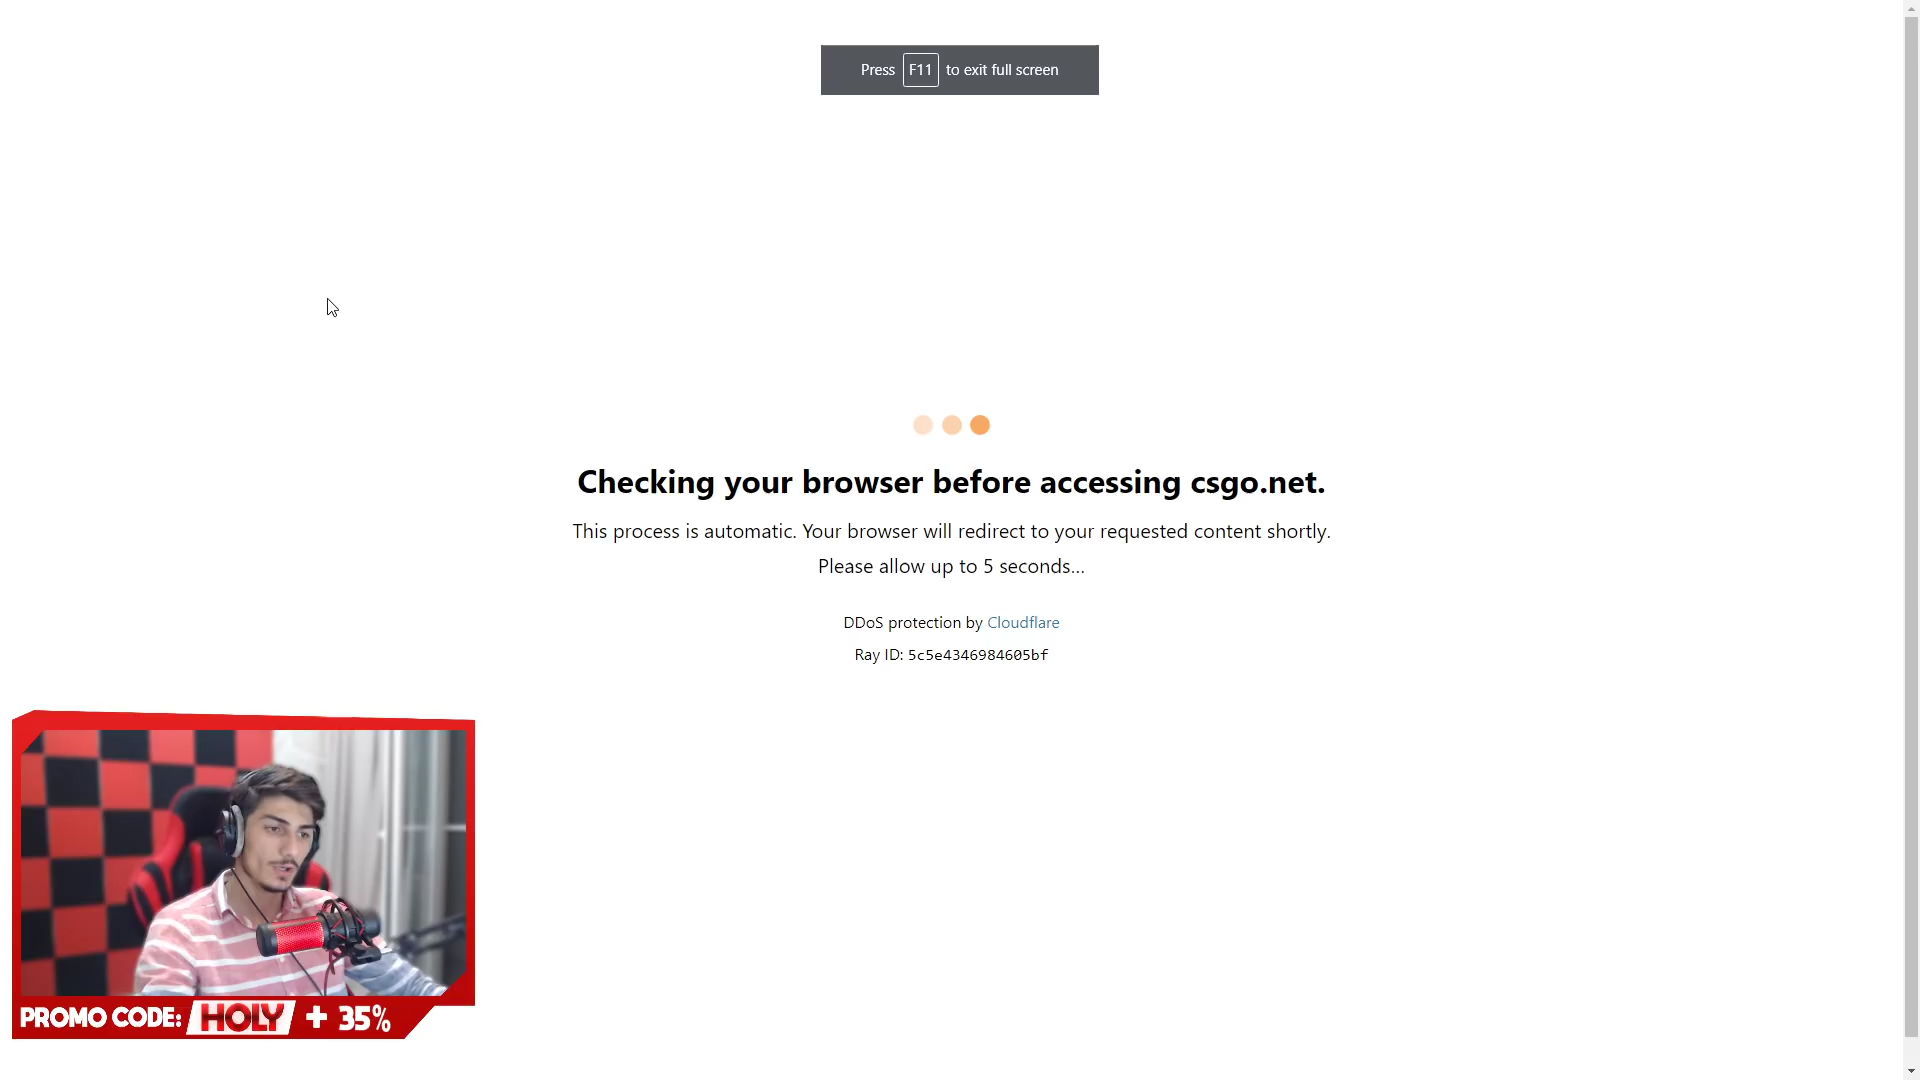 Press F11 to exit full screen
Checking your browser before accessing csgo.net.
This process is automatic. Your browser will redirect to your requested content shortly.
Please allow up to 5 seconds...
DDoS protection by Cloudflare
Ray ID: 5c5e4346984605bf
PROMO CODE: HOLY + 35%